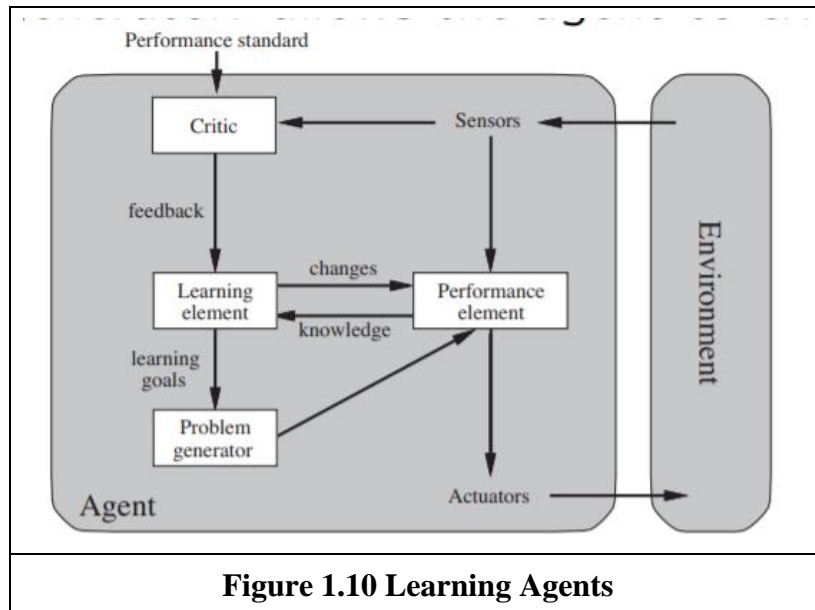 Performance standard
Critic
Sensors
feedback
Learning
element
changes
knowledge
Performance
element
learning
goals
Problem
generator
Agent
Actuators
Environment
Figure 1.10 Learning Agents